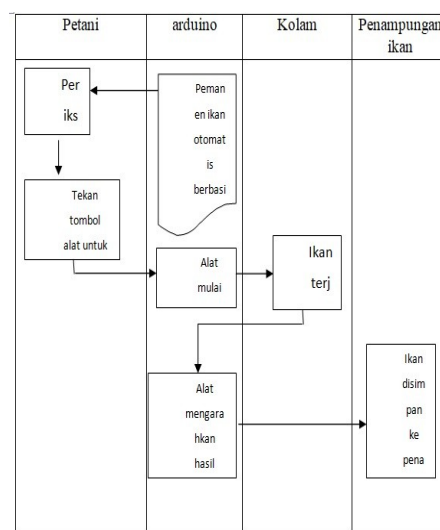 Petani
arduino
Kolam
Penampungan
ikan
Per
iks
Peman
en ikan
otomat
is
berbasi
Tekan
tombol
alat untuk
Alat
mulai
Ikan
terj
Alat
mengara
hkan
hasil
Ikan
disim
pan
ke
pena